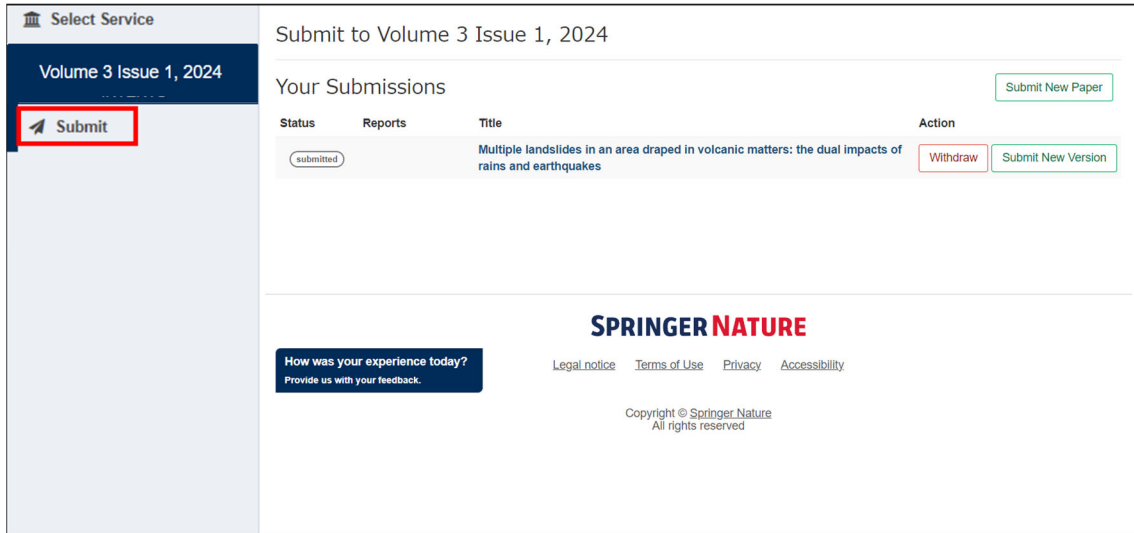 Select Service
Volume 3 Issue 1, 2024
Submit
Submit to Volume 3 Issue 1, 2024
Your Submissions
Submit New Paper
Status Reports Title Action
submitted
Multiple landslides in an area draped in volcanic matters: the dual impacts of
rains and earthquakes
Withdraw Submit New Version
SPRINGER NATURE
How was your experience today?
Provide us with your feedback.
Legal notice Terms of Use Privacy Accessibility
Copyright © Springer Nature
All rights reserved